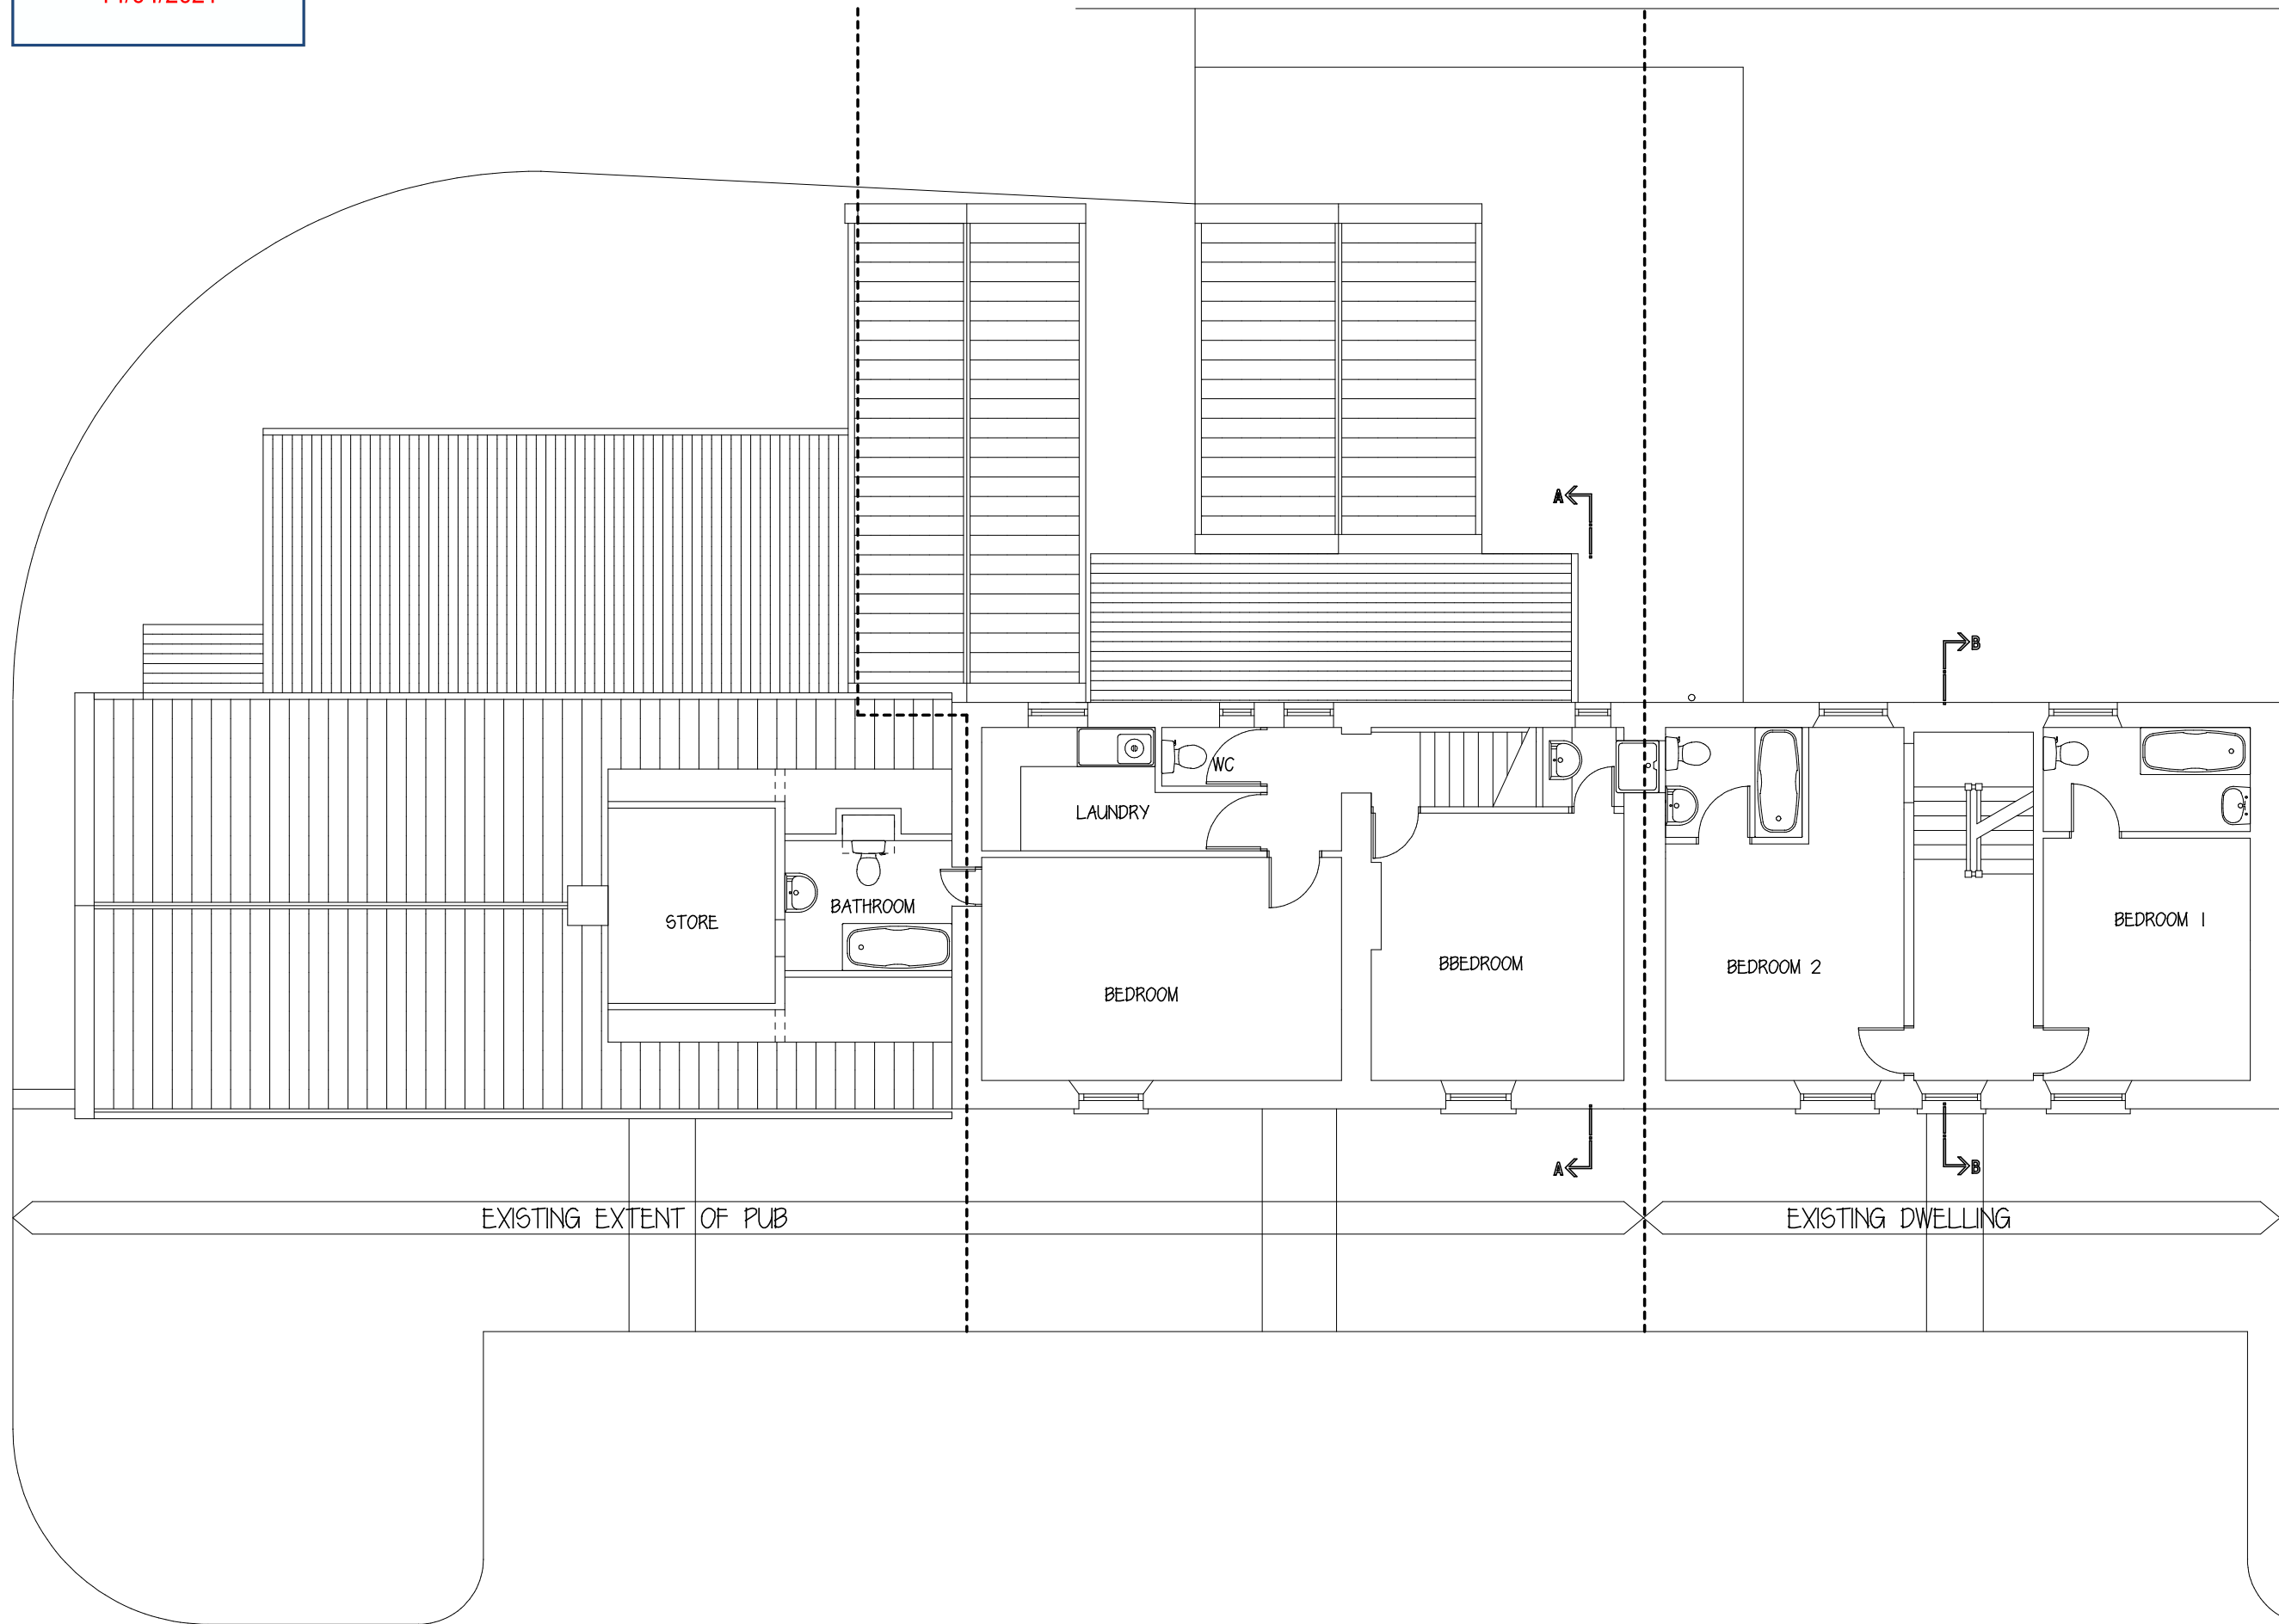 A
B
WC
LAUNDRY
BATHROOM
STORE
BEDROOM 1
BBEDROOM
BEDROOM 2
BEDROOM
A
B
EXISTING EXTENT OF PUB
EXISTING DWELLING